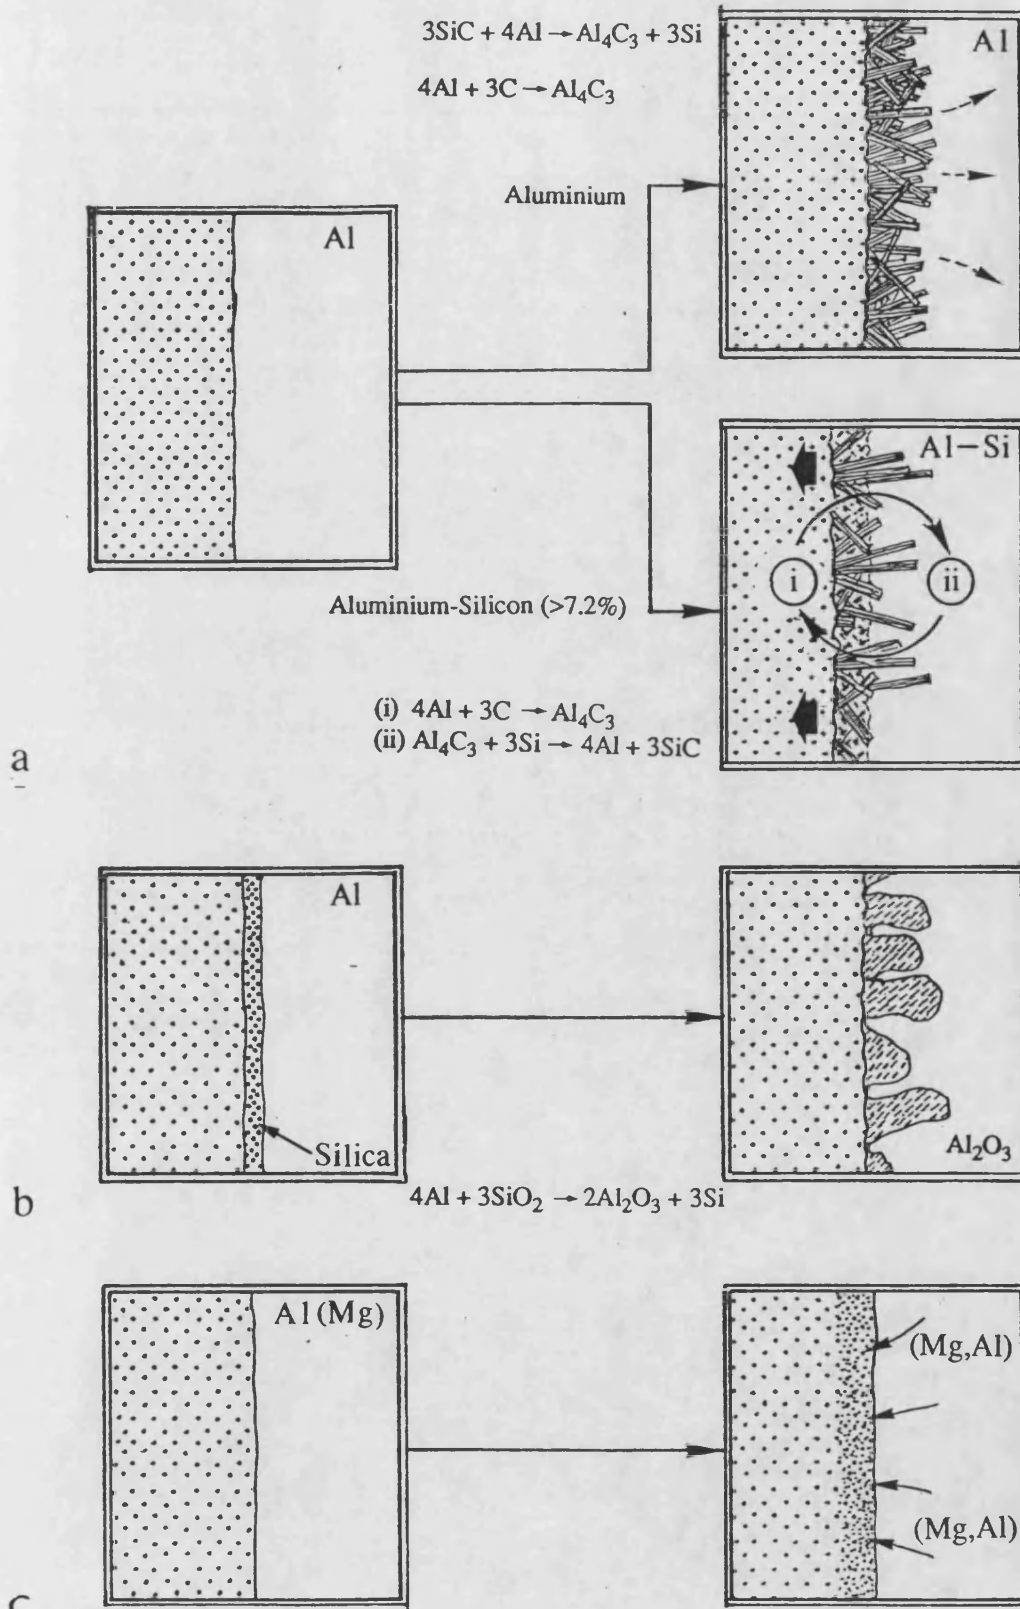 3SiC + 4Al → Al₄C₃ + 3Si
4Al + 3C → Al₄C₃
Al
Aluminium
Al
Al–Si
i
ii
Aluminium-Silicon (>7.2%)
(i) 4Al + 3C → Al₄C₃
(ii) Al₄C₃ + 3Si → 4Al + 3SiC
a
Al
Silica
Al₂O₃
b
4Al + 3SiO₂ → 2Al₂O₃ + 3Si
Al(Mg)
(Mg,Al)
(Mg,Al)
c